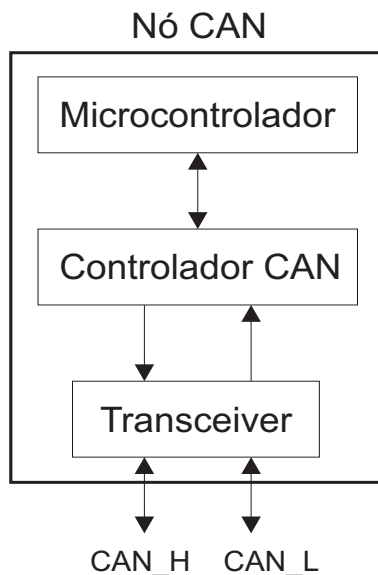 Nó CAN
Microcontrolador
Controlador CAN
Transceiver
CAN_H CAN_L